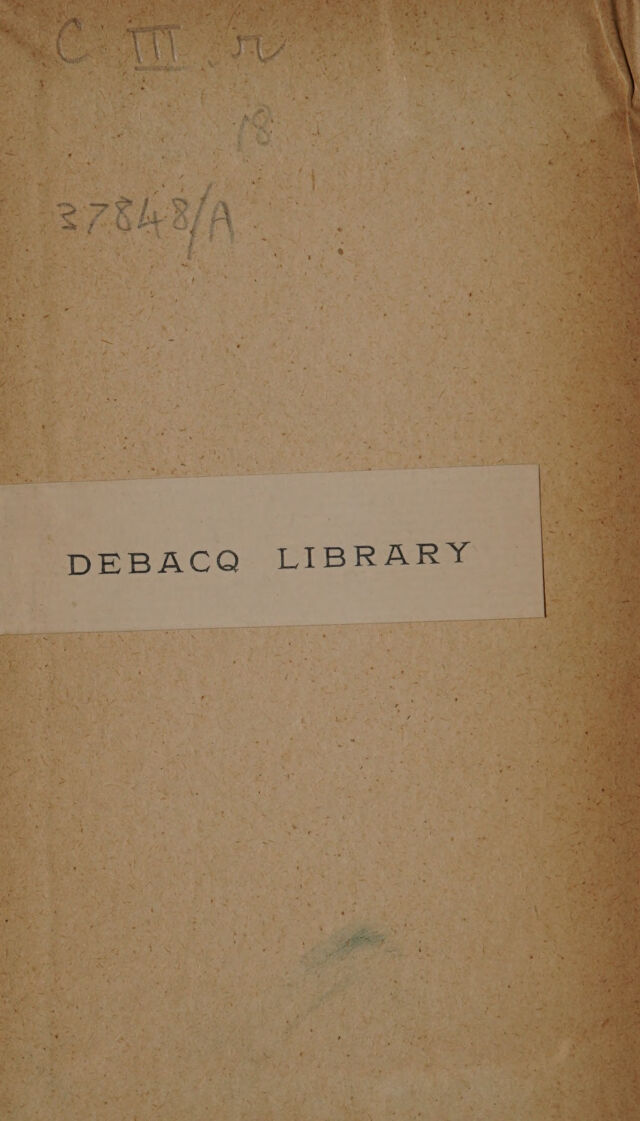 C III . r
18
37848/A
DEBACQ LIBRARY